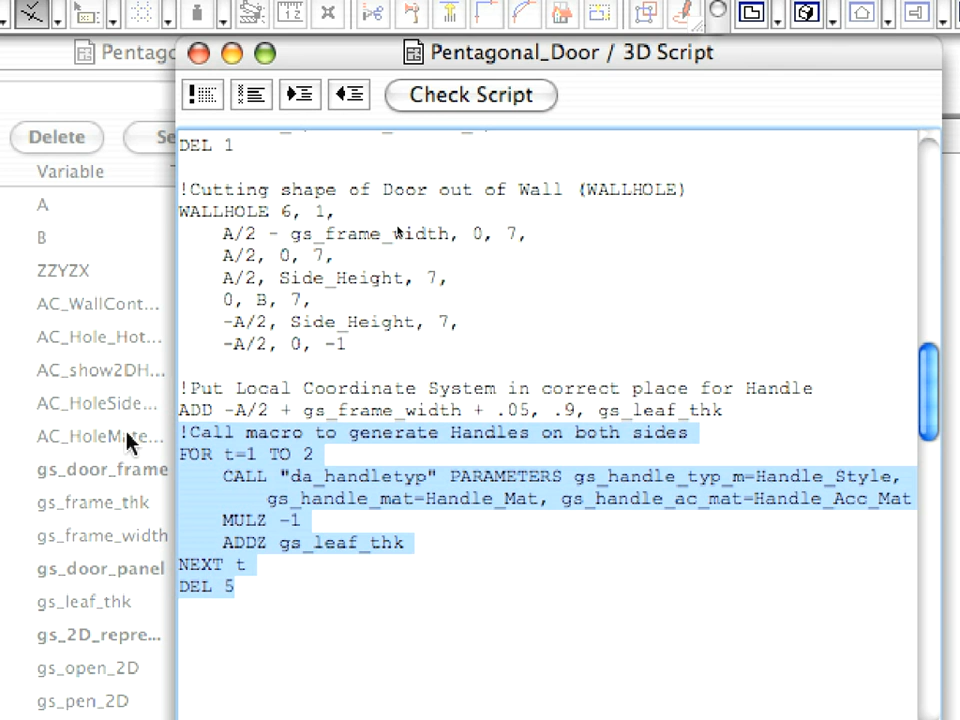 Pentago
Pentagonal_Door / 3D Script
Check Script
Delete
Se
Variable
A
B
ZZYZX
AC_WallCont...
AC_Hole_Hot...
AC_show2DH...
AC_HoleSide...
AC_HoleMate...
gs_door_frame
gs_frame_thk
gs_frame_width
gs_door_panel
gs_leaf_thk
gs_2D_repre...
gs_open_2D
gs_pen_2D
DEL 1
!Cutting shape of Door out of Wall (WALLHOLE)
WALLHOLE 6, 1,
A/2 - gs_frame_width, 0, 7,
A/2, 0, 7,
A/2, Side_Height, 7,
0, B, 7,
-A/2, Side_Height, 7,
-A/2, 0, -1
!Put Local Coordinate System in correct place for Handle
ADD -A/2 + gs_frame_width + .05, .9, gs_leaf_thk
!Call macro to generate Handles on both sides
FOR t=1 TO 2
CALL "da_handletyp" PARAMETERS gs_handle_typ_m=Handle_Style,
gs_handle_mat=Handle_Mat, gs_handle_ac_mat=Handle_Acc_Mat
MULZ -1
ADDZ gs_leaf_thk
NEXT t
DEL 5